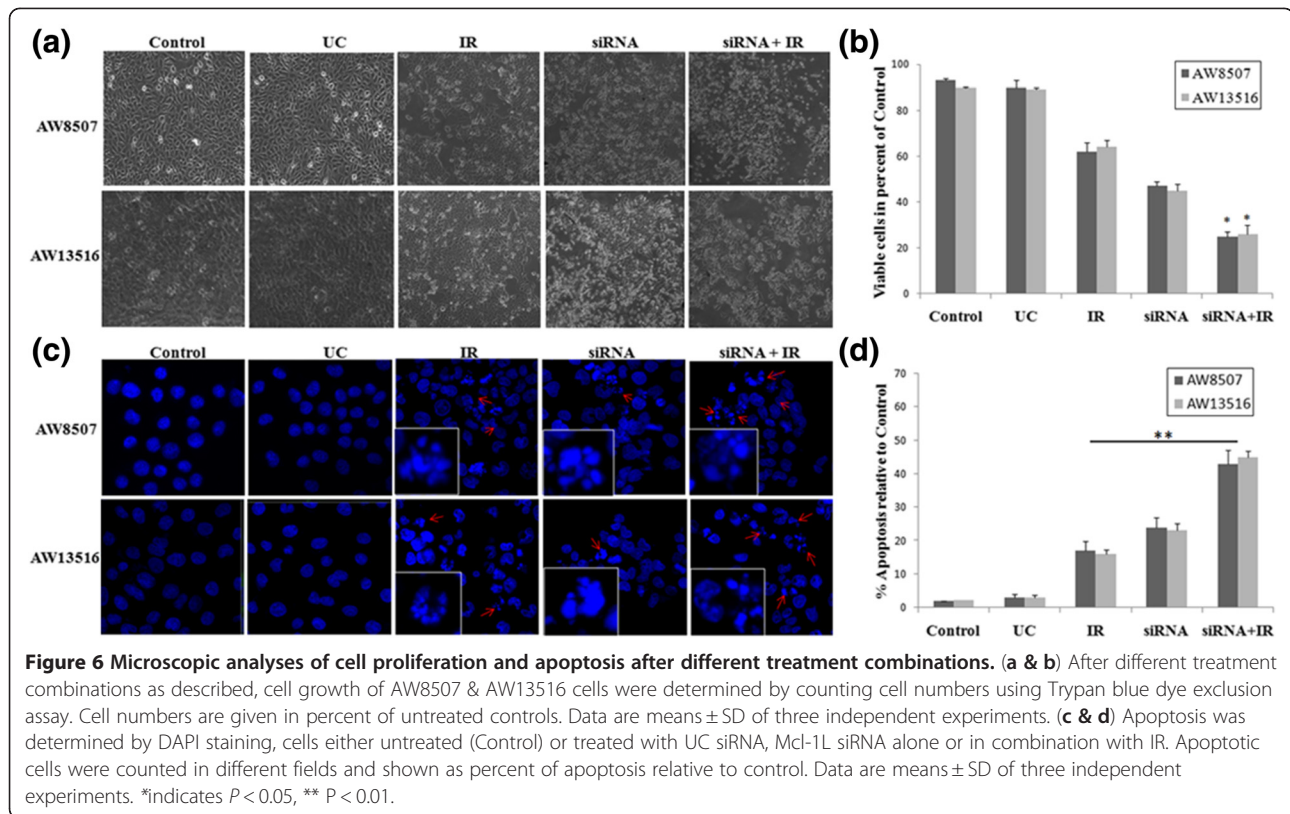 (a)
Control UC IR siRNA siRNA + IR
AW8507
AW13516
(b)
Viable cells in percent of Control
100
80
60
40
20
0
AW8507
AW13516
* *
Control UC IR siRNA siRNA+IR
(c)
Control UC IR siRNA siRNA + IR
AW8507
AW13516
(d)
% Apoptosis relative to Control
70
60
50
40
30
20
10
0
AW8507
AW13516
**
Control UC IR siRNA siRNA+IR
Figure 6 Microscopic analyses of cell proliferation and apoptosis after different treatment combinations. (a & b) After different treatment
combinations as described, cell growth of AW8507 & AW13516 cells were determined by counting cell numbers using Trypan blue dye exclusion
assay. Cell numbers are given in percent of untreated controls. Data are means ± SD of three independent experiments. (c & d) Apoptosis was
determined by DAPI staining, cells either untreated (Control) or treated with UC siRNA, Mcl-1L siRNA alone or in combination with IR. Apoptotic
cells were counted in different fields and shown as percent of apoptosis relative to control. Data are means ± SD of three independent
experiments. *indicates P < 0.05, ** P < 0.01.